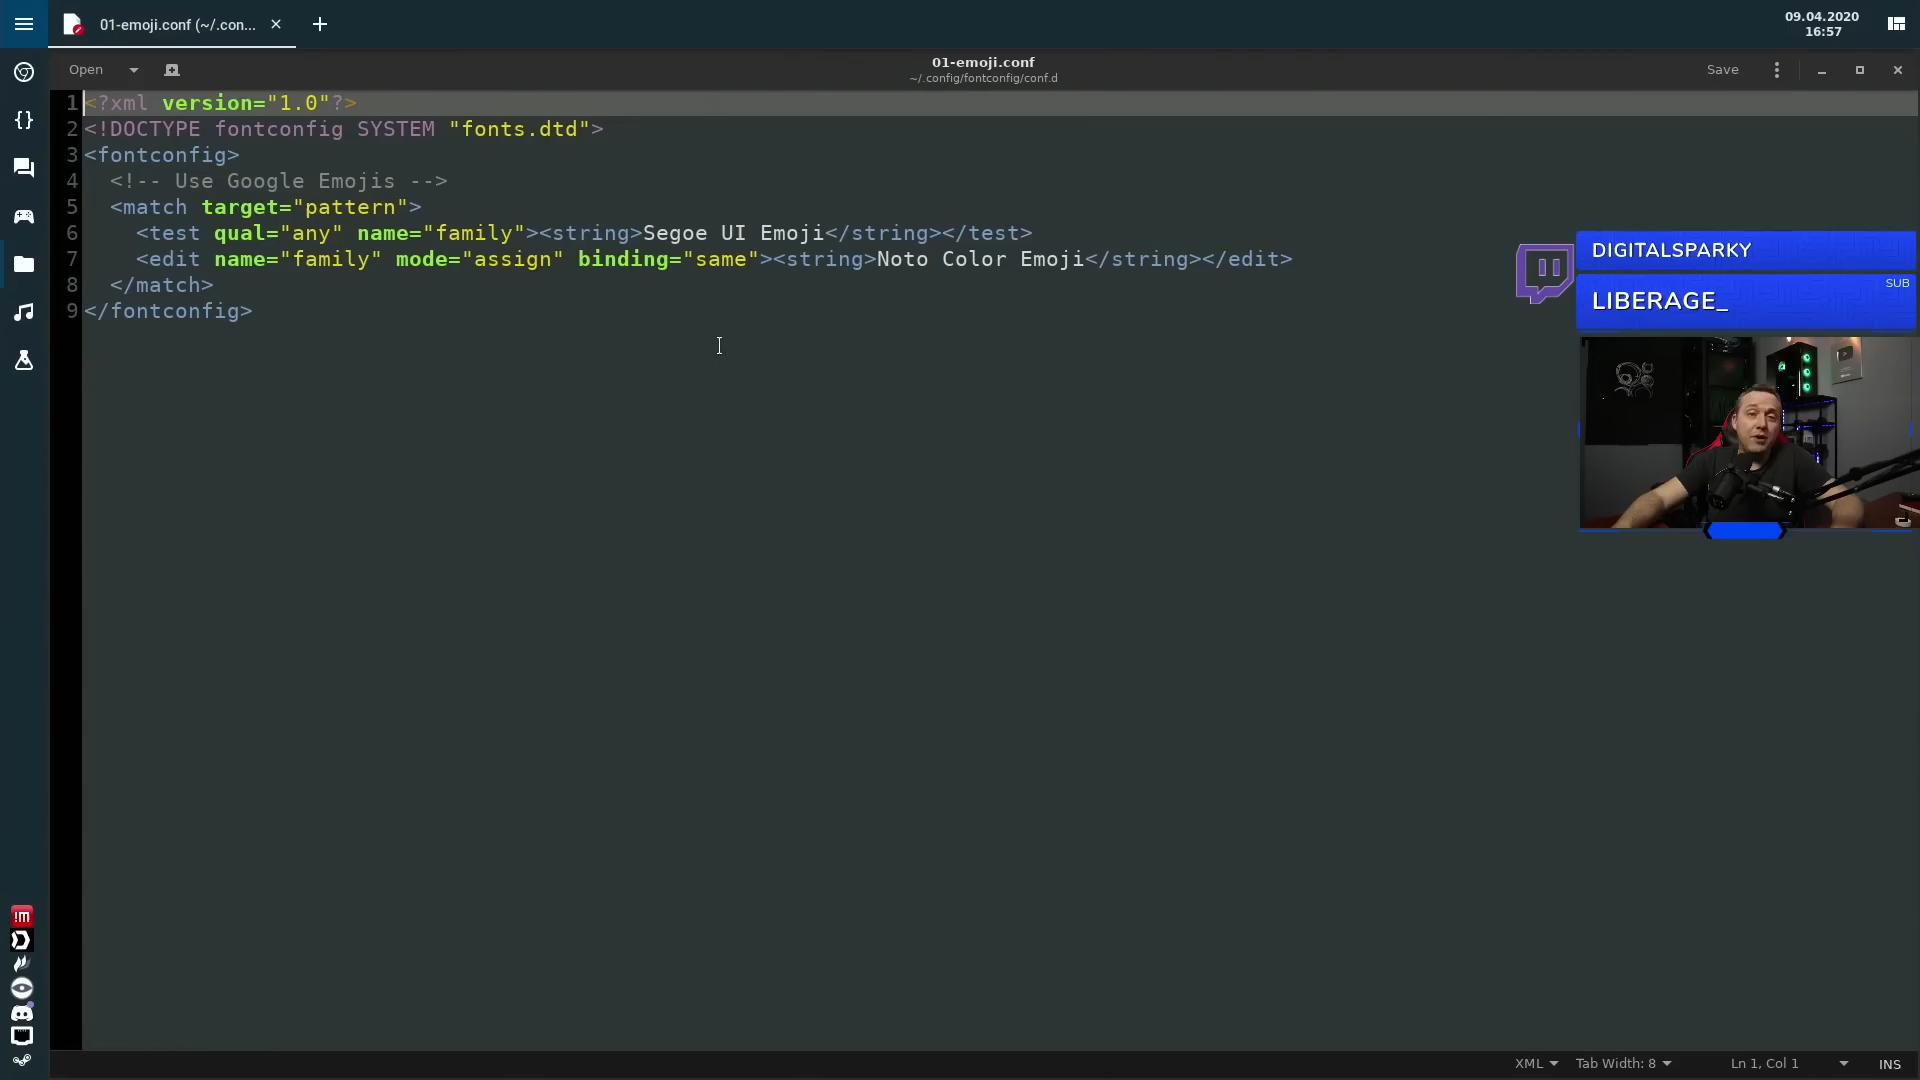 01-emoji.conf (~/.con...
09.04.2020
16:57
Open
01-emoji.conf
~/.config/fontconfig/conf.d
Save
1 <?xml version="1.0"?>
2 <!DOCTYPE fontconfig SYSTEM "fonts.dtd">
3 <fontconfig>
4   <!-- Use Google Emojis -->
5   <match target="pattern">
6     <test qual="any" name="family"><string>Segoe UI Emoji</string></test>
7     <edit name="family" mode="assign" binding="same"><string>Noto Color Emoji</string></edit>
8   </match>
9 </fontconfig>
DIGITALSPARKY
SUB
LIBERAGE_
!m
XML
Tab Width: 8
Ln 1, Col 1
INS